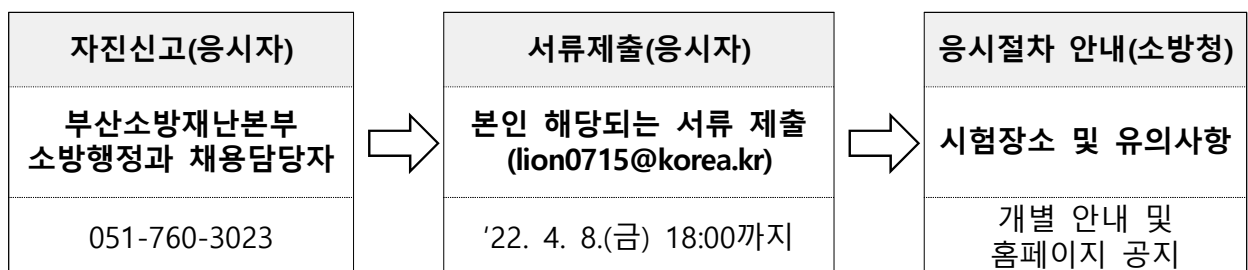 자진신고(응시자)
부산소방재난본부
소방행정과 채용담당자
051-760-3023
서류제출(응시자)
본인 해당되는 서류 제출
(lion0715@korea.kr)
'22. 4. 8.(금) 18:00까지
응시절차 안내(소방청)
시험장소 및 유의사항
개별 안내 및
홈페이지 공지